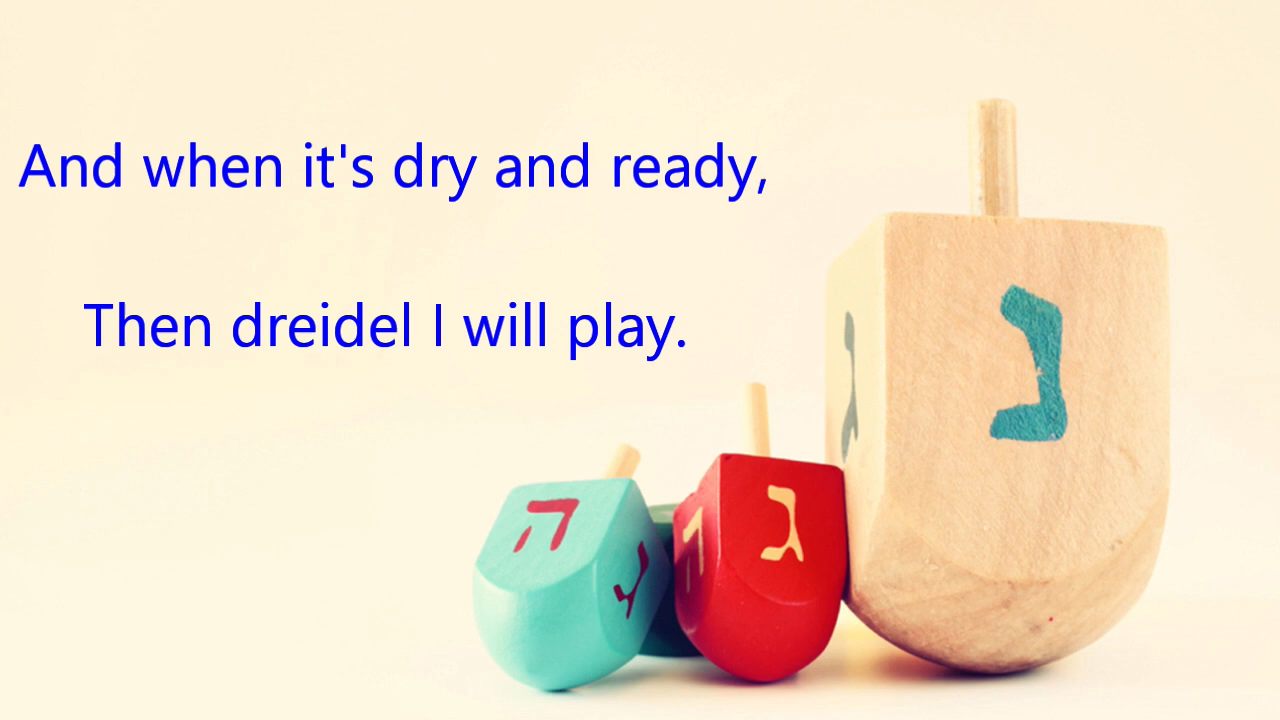 And when it's dry and ready,
Then dreidel I will play.
נ
ג
ה
ג
ה
ג